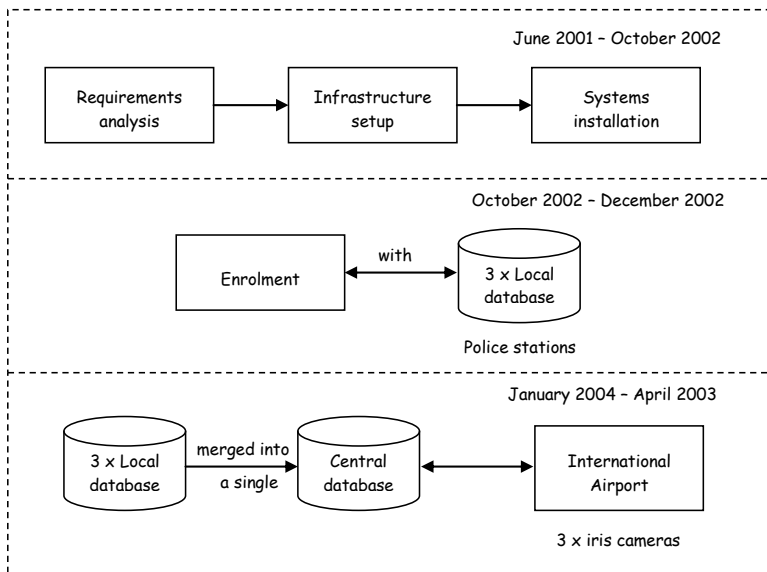 June 2001 – October 2002
Requirements
analysis
Infrastructure
setup
Systems
installation
October 2002 – December 2002
Enrolment
with
3 x Local
database
Police stations
January 2004 – April 2003
3 x Local
database
merged into
a single
Central
database
International
Airport
3 x iris cameras